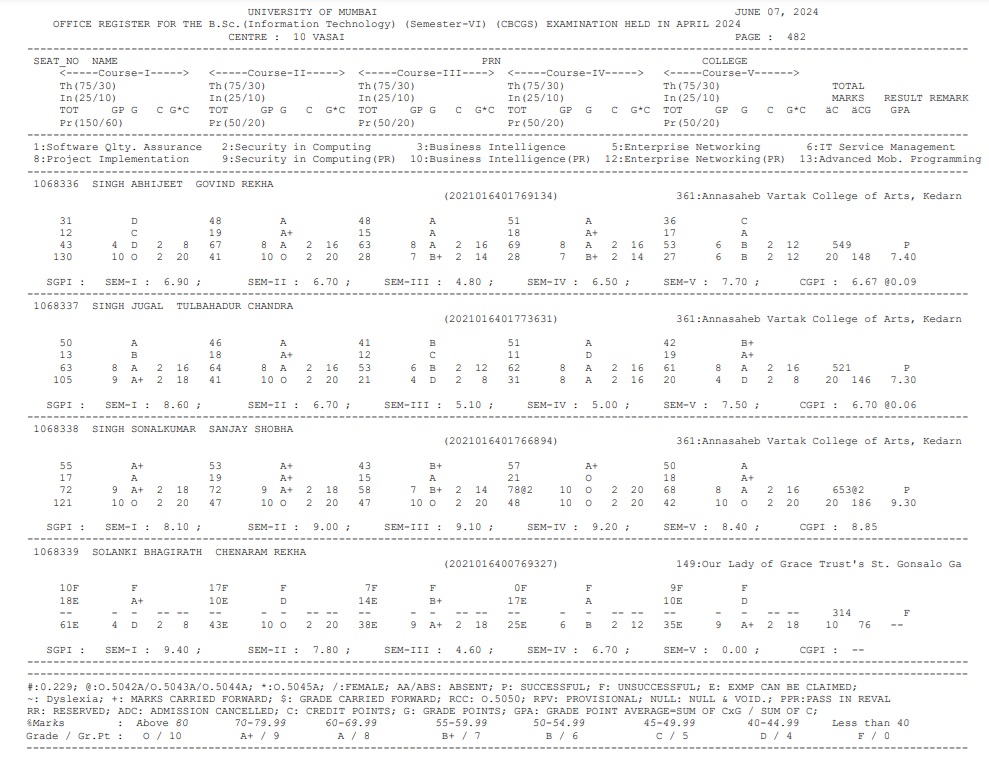 UNIVERSITY OF MUMBAI JUNE 07, 2024
OFFICE REGISTER FOR THE B.Sc.(Information Technology) (Semester-VI) (CBCGS) EXAMINATION HELD IN APRIL 2024
CENTRE : 10 VASAI PAGE : 482
SEAT_NO NAME PRN COLLEGE
<-----Course-I-----> <-----Course-II-----> <-----Course-III-----> <-----Course-IV-----> <-----Course-V----->
Th(75/30) Th(75/30) Th(75/30) Th(75/30) Th(75/30) TOTAL
In(25/10) In(25/10) In(25/10) In(25/10) In(25/10) MARKS RESULT REMARK
TOT GP G C G*C TOT GP G C G*C TOT GP G C G*C TOT GP G C G*C TOT GP G C G*C äC äCG GPA
Pr(150/60) Pr(50/20) Pr(50/20) Pr(50/20) Pr(50/20)
1:Software Qlty. Assurance 2:Security in Computing 3:Business Intelligence 5:Enterprise Networking 6:IT Service Management
8:Project Implementation 9:Security in Computing(PR) 10:Business Intelligence(PR) 12:Enterprise Networking(PR) 13:Advanced Mob. Programming
1068336 SINGH ABHIJEET GOVIND REKHA
(2021016401769134) 361:Annasaheb Vartak College of Arts, Kedarn
31 D 48 A 48 A 51 A 36 C
12 C 19 A+ 15 A 18 A+ 17 A
43 4 D 2 8 67 8 A 2 16 63 8 A 2 16 69 8 A 2 16 53 6 B 2 12 549 P
130 10 O 2 20 41 10 O 2 20 28 7 B+ 2 14 28 7 B+ 2 14 27 6 B 2 12 20 148 7.40
SGPI : SEM-I : 6.90 ; SEM-II : 6.70 ; SEM-III : 4.80 ; SEM-IV : 6.50 ; SEM-V : 7.70 ; CGPI : 6.67 @0.09
1068337 SINGH JUGAL TULBAHADUR CHANDRA
(2021016401773631) 361:Annasaheb Vartak College of Arts, Kedarn
50 A 46 A 41 B 51 A 42 B+
13 B 18 A+ 12 C 11 D 19 A+
63 8 A 2 16 64 8 A 2 16 53 6 B 2 12 62 8 A 2 16 61 8 A 2 16 521 P
105 9 A+ 2 18 41 10 O 2 20 21 4 D 2 8 31 8 A 2 16 20 4 D 2 8 20 146 7.30
SGPI : SEM-I : 8.60 ; SEM-II : 6.70 ; SEM-III : 5.10 ; SEM-IV : 5.00 ; SEM-V : 7.50 ; CGPI : 6.70 @0.06
1068338 SINGH SONALKUMAR SANJAY SHOBHA
(2021016401766894) 361:Annasaheb Vartak College of Arts, Kedarn
55 A+ 53 A+ 43 B+ 57 A+ 50 A
17 A 19 A+ 15 A 21 O 18 A+
72 9 A+ 2 18 72 9 A+ 2 18 58 7 B+ 2 14 78@2 10 O 2 20 68 8 A 2 16 653@2 P
121 10 O 2 20 47 10 O 2 20 47 10 O 2 20 48 10 O 2 20 42 10 O 2 20 20 186 9.30
SGPI : SEM-I : 8.10 ; SEM-II : 9.00 ; SEM-III : 9.10 ; SEM-IV : 9.20 ; SEM-V : 8.40 ; CGPI : 8.85
1068339 SOLANKI BHAGIRATH CHENARAM REKHA
(2021016400769327) 149:Our Lady of Grace Trust's St. Gonsalo Ga
10F F 17F F 7F F 0F F 9F F
18E A+ 10E D 14E B+ 17E A 10E D
-- - - -- -- -- - - -- -- -- - - -- -- -- - - -- -- -- - - -- -- 314 F
61E 4 D 2 8 43E 10 O 2 20 38E 9 A+ 2 18 25E 6 B 2 12 35E 9 A+ 2 18 10 76 --
SGPI : SEM-I : 9.40 ; SEM-II : 7.80 ; SEM-III : 4.60 ; SEM-IV : 6.70 ; SEM-V : 0.00 ; CGPI : --
#:0.229; @:O.5042A/O.5043A/O.5044A; *:O.5045A; /:FEMALE; AA/ABS: ABSENT; P: SUCCESSFUL; F: UNSUCCESSFUL; E: EXMP CAN BE CLAIMED;
~: Dyslexia; +: MARKS CARRIED FORWARD; $: GRADE CARRIED FORWARD; RCC: O.5050; RPV: PROVISIONAL; NULL: NULL & VOID.; PPR:PASS IN REVAL
RR: RESERVED; ADC: ADMISSION CANCELLED; C: CREDIT POINTS; G: GRADE POINTS; GPA: GRADE POINT AVERAGE=SUM OF CxG / SUM OF C;
%Marks : Above 80 70-79.99 60-69.99 55-59.99 50-54.99 45-49.99 40-44.99 Less than 40
Grade / Gr.Pt : O / 10 A+ / 9 A / 8 B+ / 7 B / 6 C / 5 D / 4 F / 0